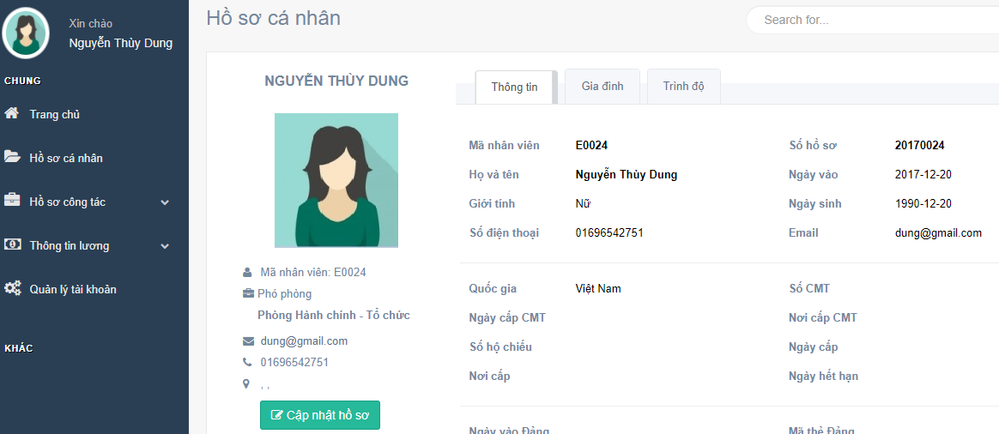 Xin chào
Nguyễn Thùy Dung
CHUNG
Trang chủ
Hồ sơ cá nhân
Hồ sơ công tác
Thông tin lương
Quản lý tài khoản
KHÁC
Hồ sơ cá nhân
Search for...
NGUYỄN THÙY DUNG
Mã nhân viên: E0024
Phó phòng
Phòng Hành chính - Tổ chức
dung@gmail.com
01696542751
, ,
Cập nhật hồ sơ
Thông tin Gia đình Trình độ
Mã nhân viên E0024 Số hồ sơ 20170024
Họ và tên Nguyễn Thùy Dung Ngày vào 2017-12-20
Giới tính Nữ Ngày sinh 1990-12-20
Số điện thoại 01696542751 Email dung@gmail.com
Quốc gia Việt Nam Số CMT
Ngày cấp CMT Nơi cấp CMT
Số hộ chiếu Ngày cấp
Nơi cấp Ngày hết hạn
Ngày vào Đảng Mã thẻ Đảng